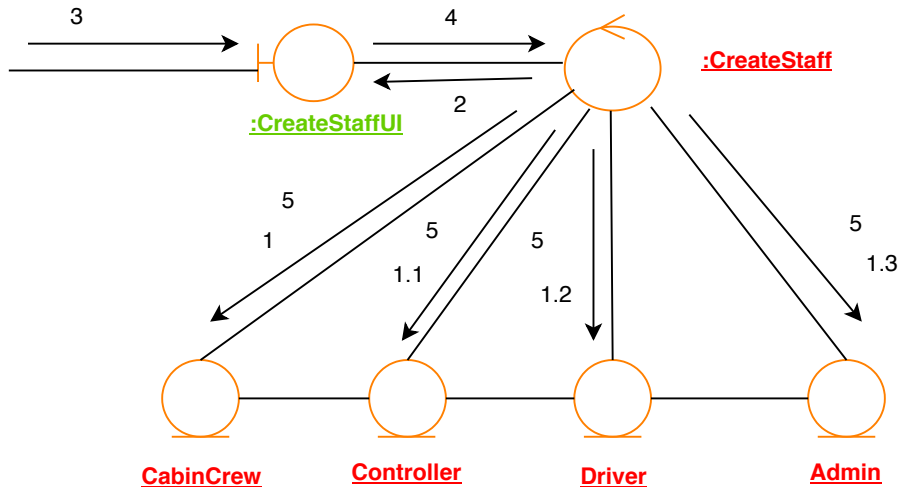 3
4
:CreateStaff
2
:CreateStaffUI
5
1
5
1.1
5
1.2
5
1.3
CabinCrew
Controller
Driver
Admin